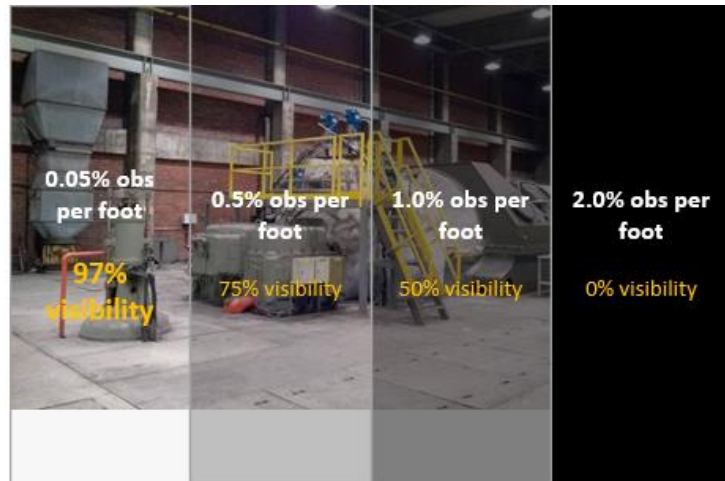 0.05% obs
per foot
97%
visibility
0.5% obs per
foot
75% visibility
1.0% obs per
foot
50% visibility
2.0% obs per
foot
0% visibility